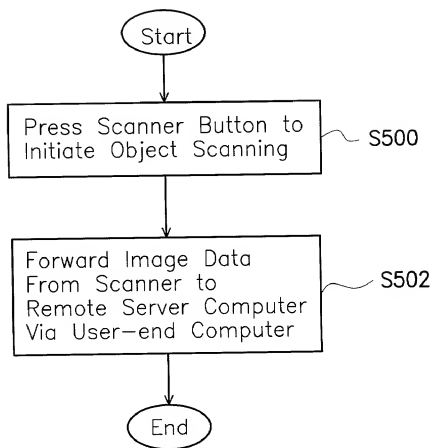 Start
Press Scanner Button to
Initiate Object Scanning
S500
Forward Image Data
From Scanner to
Remote Server Computer
Via User-end Computer
S502
End